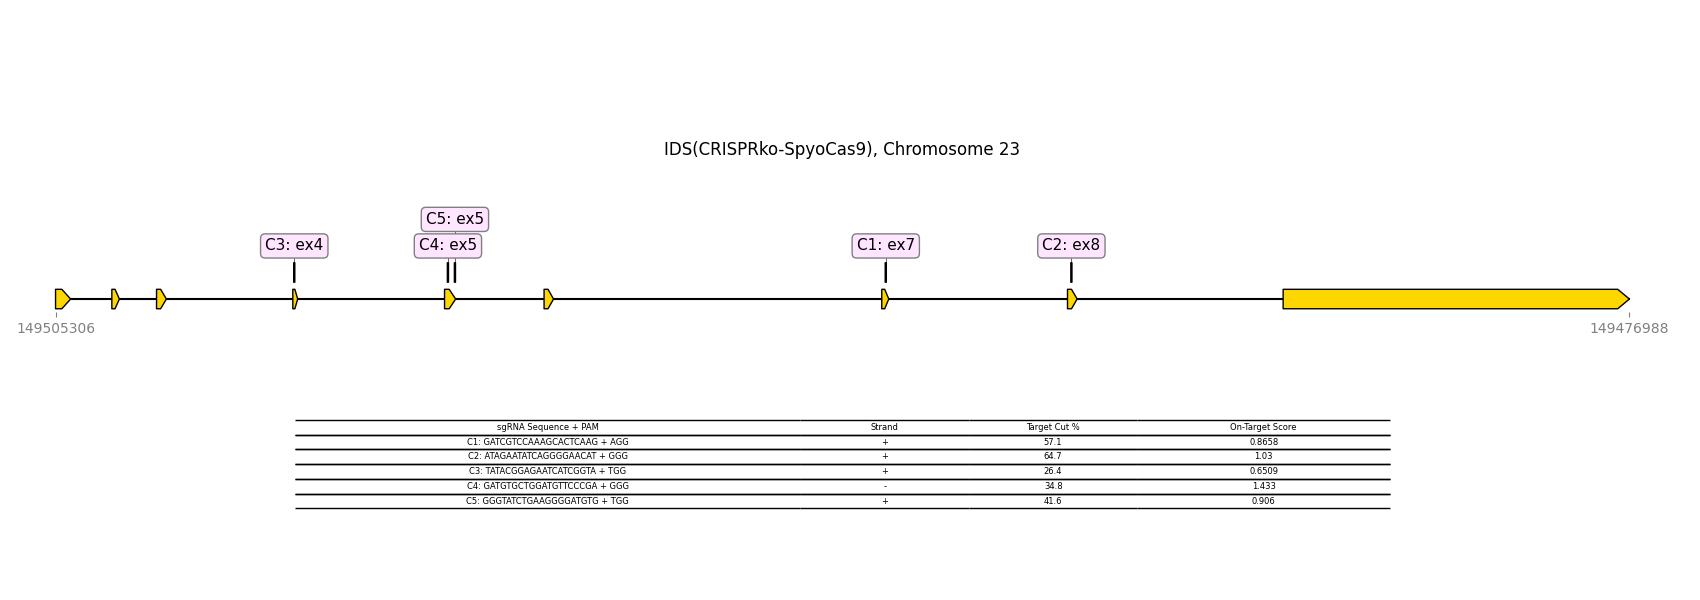 IDS(CRISPRko-SpyoCas9), Chromosome 23
C5: ex5
C3: ex4 C4: ex5 C1: ex7 C2: ex8
149505306 149476988
sgRNA Sequence + PAM Strand Target Cut % On-Target Score
C1: GATCGTCCAAAGCACTCAAG + AGG + 57.1 0.8658
C2: ATAGAATATCAGGGGAACAT + GGG + 64.7 1.03
C3: TATACGGAGAATCATCGGTA + TGG + 26.4 0.6509
C4: GATGTGCTGGATGTTCCCGA + GGG - 34.8 1.433
C5: GGGTATCTGAAGGGGATGTG + TGG + 41.6 0.906